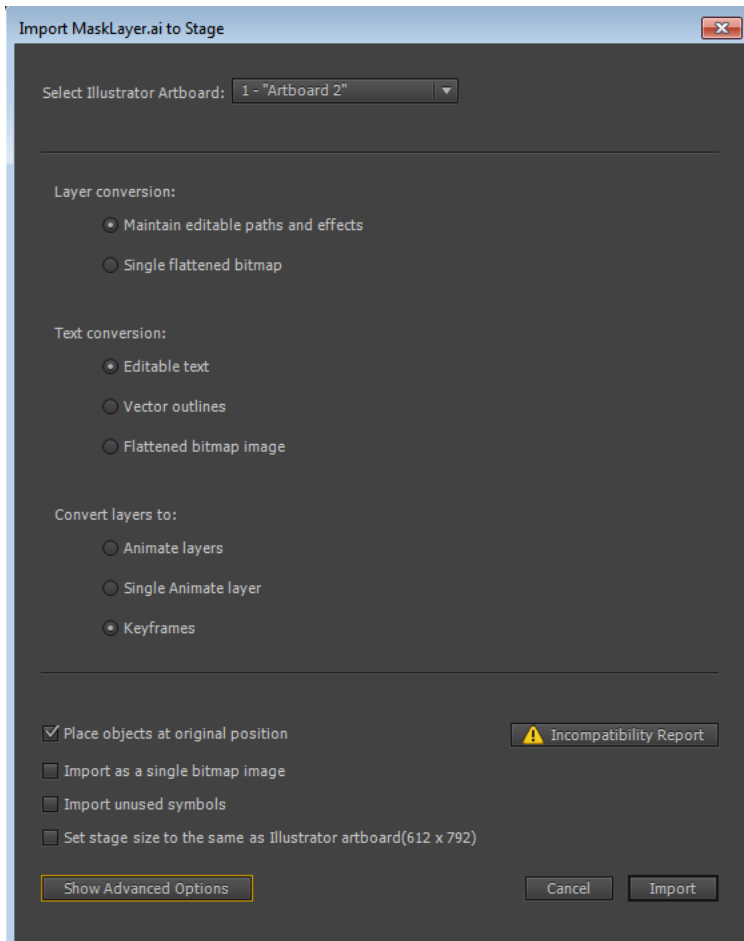 Import MaskLayer.ai to Stage
Select Illustrator Artboard: 1 - "Artboard 2"
Layer conversion:
Maintain editable paths and effects
Single flattened bitmap
Text conversion:
Editable text
Vector outlines
Flattened bitmap image
Convert layers to:
Animate layers
Single Animate layer
Keyframes
Place objects at original position
Incompatibility Report
Import as a single bitmap image
Import unused symbols
Set stage size to the same as Illustrator artboard(612 x 792)
Show Advanced Options
Cancel
Import